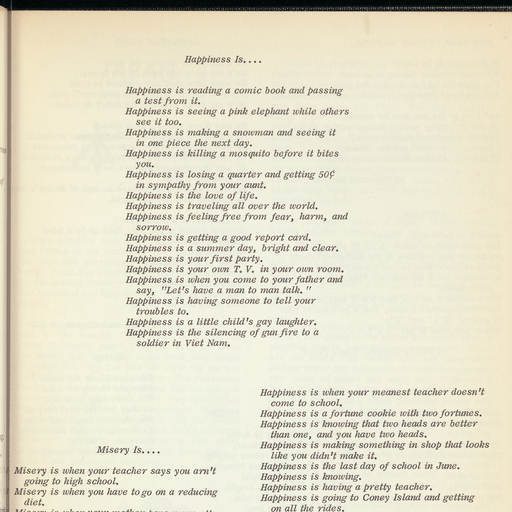 Happiness Is....
Happiness is reading a comic book and passing
a test from it.
Happiness is seeing a pink elephant while others
see it too.
Happiness is making a snowman and seeing it
in one piece the next day.
Happiness is killing a mosquito before it bites
you.
Happiness is losing a quarter and getting 50¢
in sympathy from your aunt.
Happiness is the love of life.
Happiness is traveling all over the world.
Happiness is feeling free from fear, harm, and
sorrow.
Happiness is getting a good report card.
Happiness is a summer day, bright and clear.
Happiness is your first party.
Happiness is your own T. V. in your own room.
Happiness is when you come to your father and
say, "Let's have a man to man talk."
Happiness is having someone to tell your
troubles to.
Happiness is a little child's gay laughter.
Happiness is the silencing of gun fire to a
soldier in Viet Nam.
Happiness is when your meanest teacher doesn't
come to school.
Happiness is a fortune cookie with two fortunes.
Happiness is knowing that two heads are better
than one, and you have two heads.
Happiness is making something in shop that looks
like you didn't make it.
Happiness is the last day of school in June.
Happiness is knowing.
Happiness is having a pretty teacher.
Happiness is going to Coney Island and getting
on all the rides.
Misery Is....
Misery is when your teacher says you arn't
going to high school.
Misery is when you have to go on a reducing
diet.